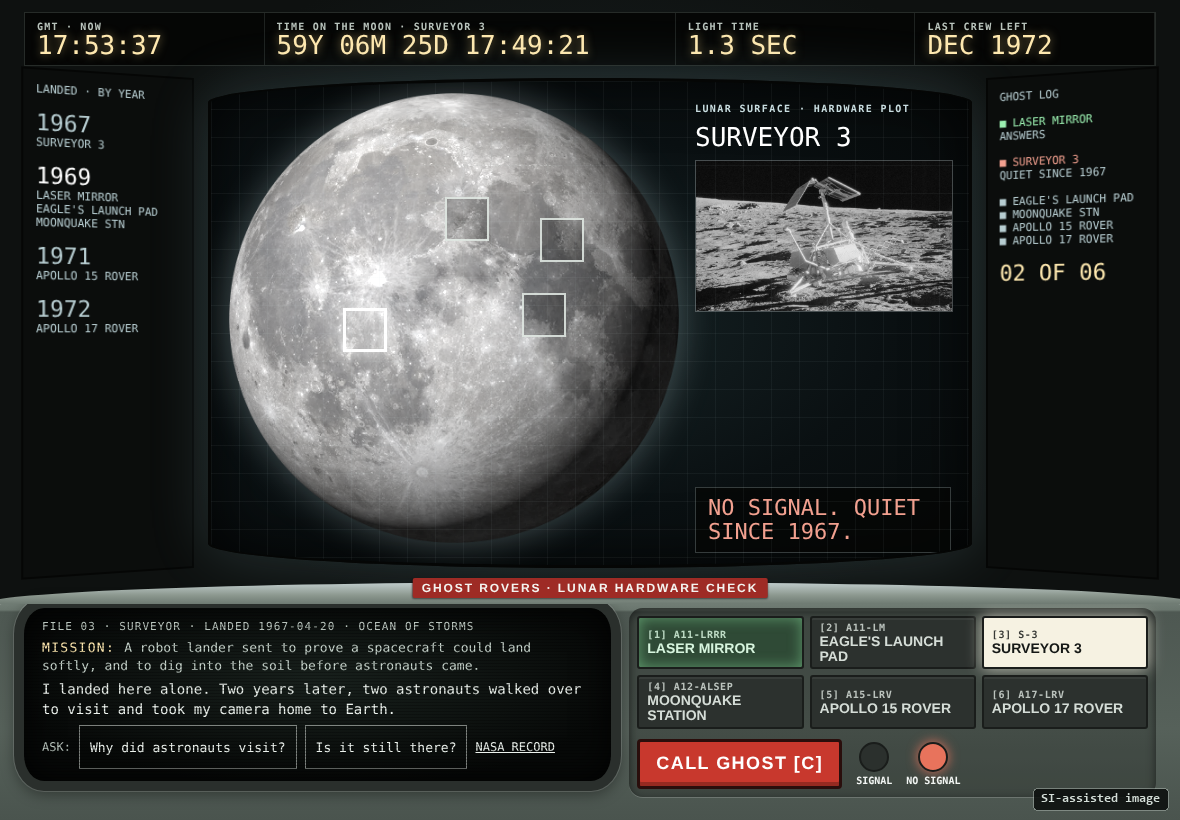 GMT · NOW
17:53:37
TIME ON THE MOON · SURVEYOR 3
59Y 06M 25D 17:49:21
LIGHT TIME
1.3 SEC
LAST CREW LEFT
DEC 1972
LANDED · BY YEAR
1967
SURVEYOR 3
1969
LASER MIRROR
EAGLE'S LAUNCH PAD
MOONQUAKE STN
1971
APOLLO 15 ROVER
1972
APOLLO 17 ROVER
LUNAR SURFACE · HARDWARE PLOT
SURVEYOR 3
NO SIGNAL. QUIET
SINCE 1967.
GHOST LOG
LASER MIRROR
ANSWERS
SURVEYOR 3
QUIET SINCE 1967
EAGLE'S LAUNCH PAD
MOONQUAKE STN
APOLLO 15 ROVER
APOLLO 17 ROVER
02 OF 06
GHOST ROVERS · LUNAR HARDWARE CHECK
FILE 03 · SURVEYOR · LANDED 1967-04-20 · OCEAN OF STORMS
MISSION: A robot lander sent to prove a spacecraft could land
softly, and to dig into the soil before astronauts came.
I landed here alone. Two years later, two astronauts walked over
to visit and took my camera home to Earth.
ASK: Why did astronauts visit? Is it still there? NASA RECORD
[1] A11-LRRR
LASER MIRROR
[2] A11-LM
EAGLE'S LAUNCH
PAD
[3] S-3
SURVEYOR 3
[4] A12-ALSEP
MOONQUAKE
STATION
[5] A15-LRV
APOLLO 15 ROVER
[6] A17-LRV
APOLLO 17 ROVER
CALL GHOST [C]
SIGNAL
NO SIGNAL
SI-assisted image